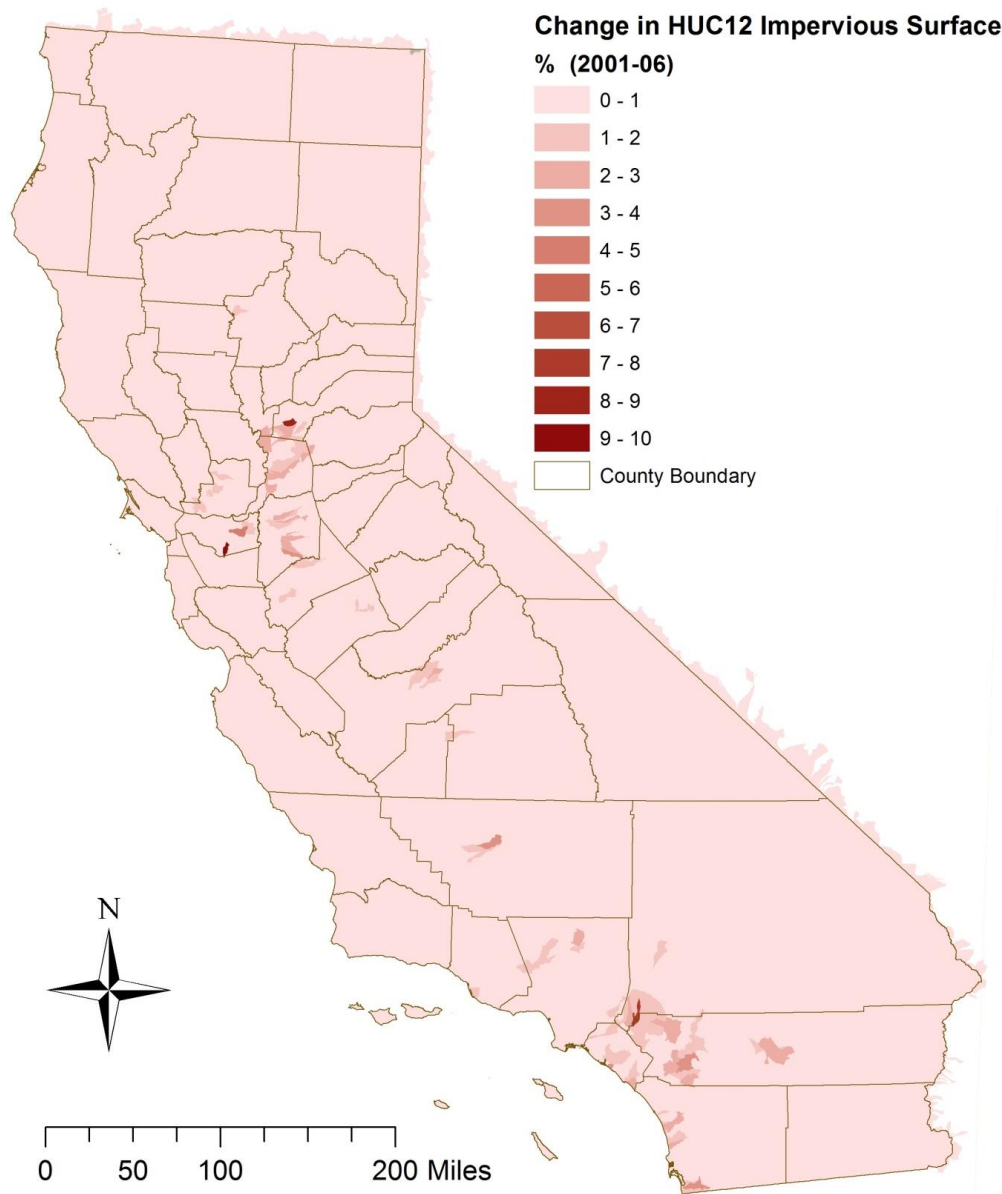 Change in HUC12 Impervious Surface
% (2001-06)
0 - 1
1 - 2
2 - 3
3 - 4
4 - 5
5 - 6
6 - 7
7 - 8
8 - 9
9 - 10
County Boundary
N
0 50 100 200 Miles